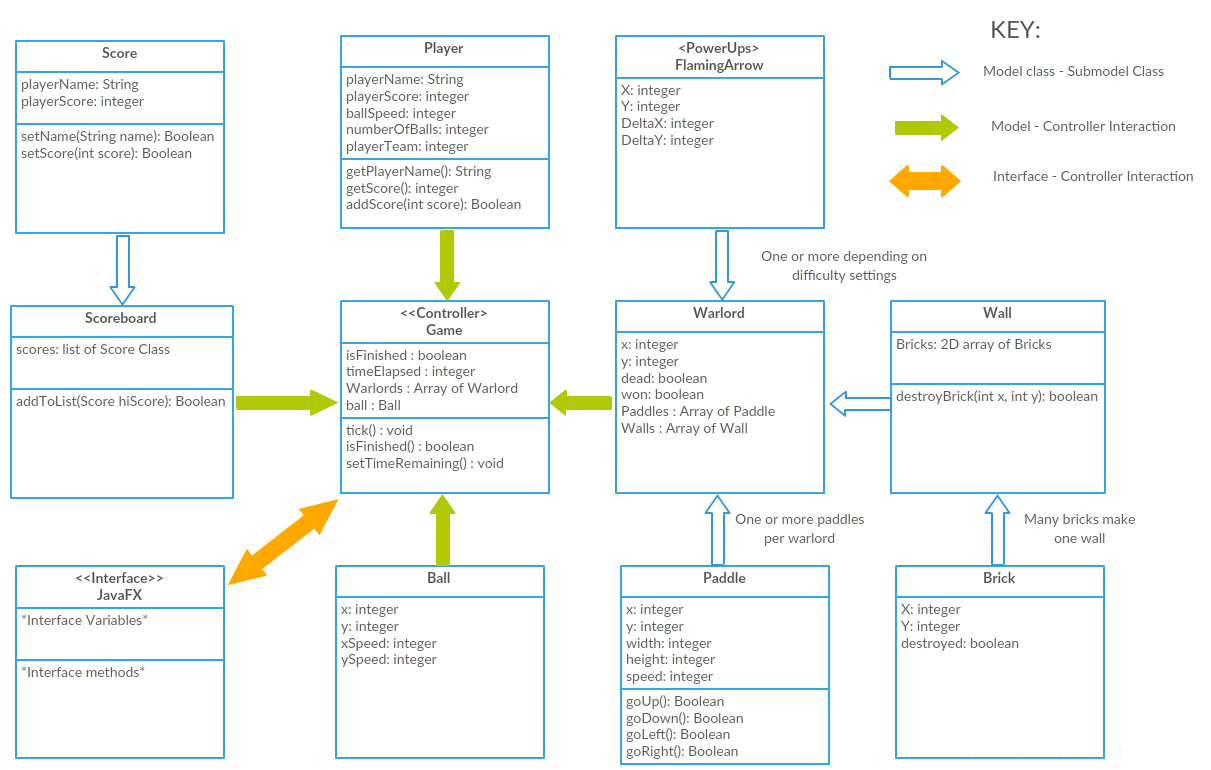 KEY:
Model class - Submodel Class
Model - Controller Interaction
Interface - Controller Interaction
Score
playerName: String
playerScore: integer
setName(String name): Boolean
setScore(int score): Boolean
Player
playerName: String
playerScore: integer
ballSpeed: integer
numberOfBalls: integer
playerTeam: integer
getPlayerName(): String
getScore(): integer
addScore(int score): Boolean
<PowerUps>
FlamingArrow
X: integer
Y: integer
DeltaX: integer
DeltaY: integer
One or more depending on
difficulty settings
Scoreboard
scores: list of Score Class
addToList(Score hiScore): Boolean
<<Controller>
Game
isFinished : boolean
timeElapsed : integer
Warlords : Array of Warlord
ball : Ball
tick() : void
isFinished() : boolean
setTimeRemaining() : void
Warlord
x: integer
y: integer
dead: boolean
won: boolean
Paddles : Array of Paddle
Walls : Array of Wall
Wall
Bricks: 2D array of Bricks
destroyBrick(int x, int y): boolean
One or more paddles
per warlord
Many bricks make
one wall
<<Interface>>
JavaFX
*Interface Variables*
*Interface methods*
Ball
x: integer
y: integer
xSpeed: integer
ySpeed: integer
Paddle
x: integer
y: integer
width: integer
height: integer
speed: integer
goUp(): Boolean
goDown(): Boolean
goLeft(): Boolean
goRight(): Boolean
Brick
X: integer
Y: integer
destroyed: boolean